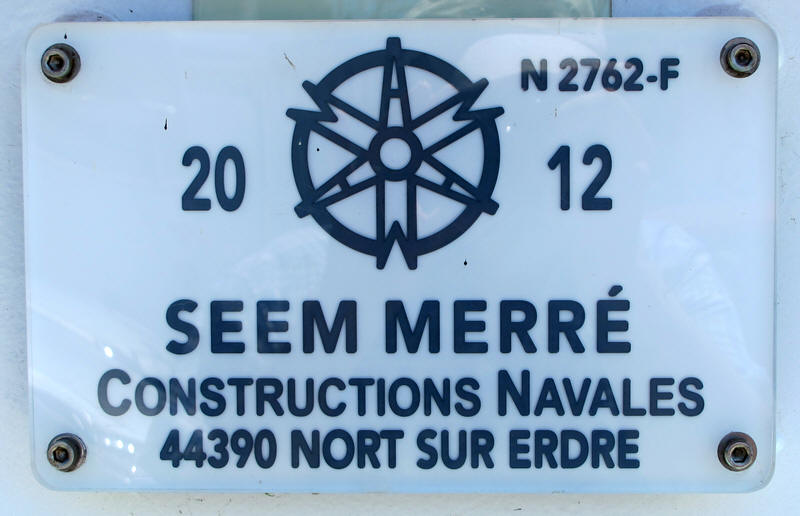 N 2762-F
20 12
SEEM MERRÉ
CONSTRUCTIONS NAVALES
44390 NORT SUR ERDRE